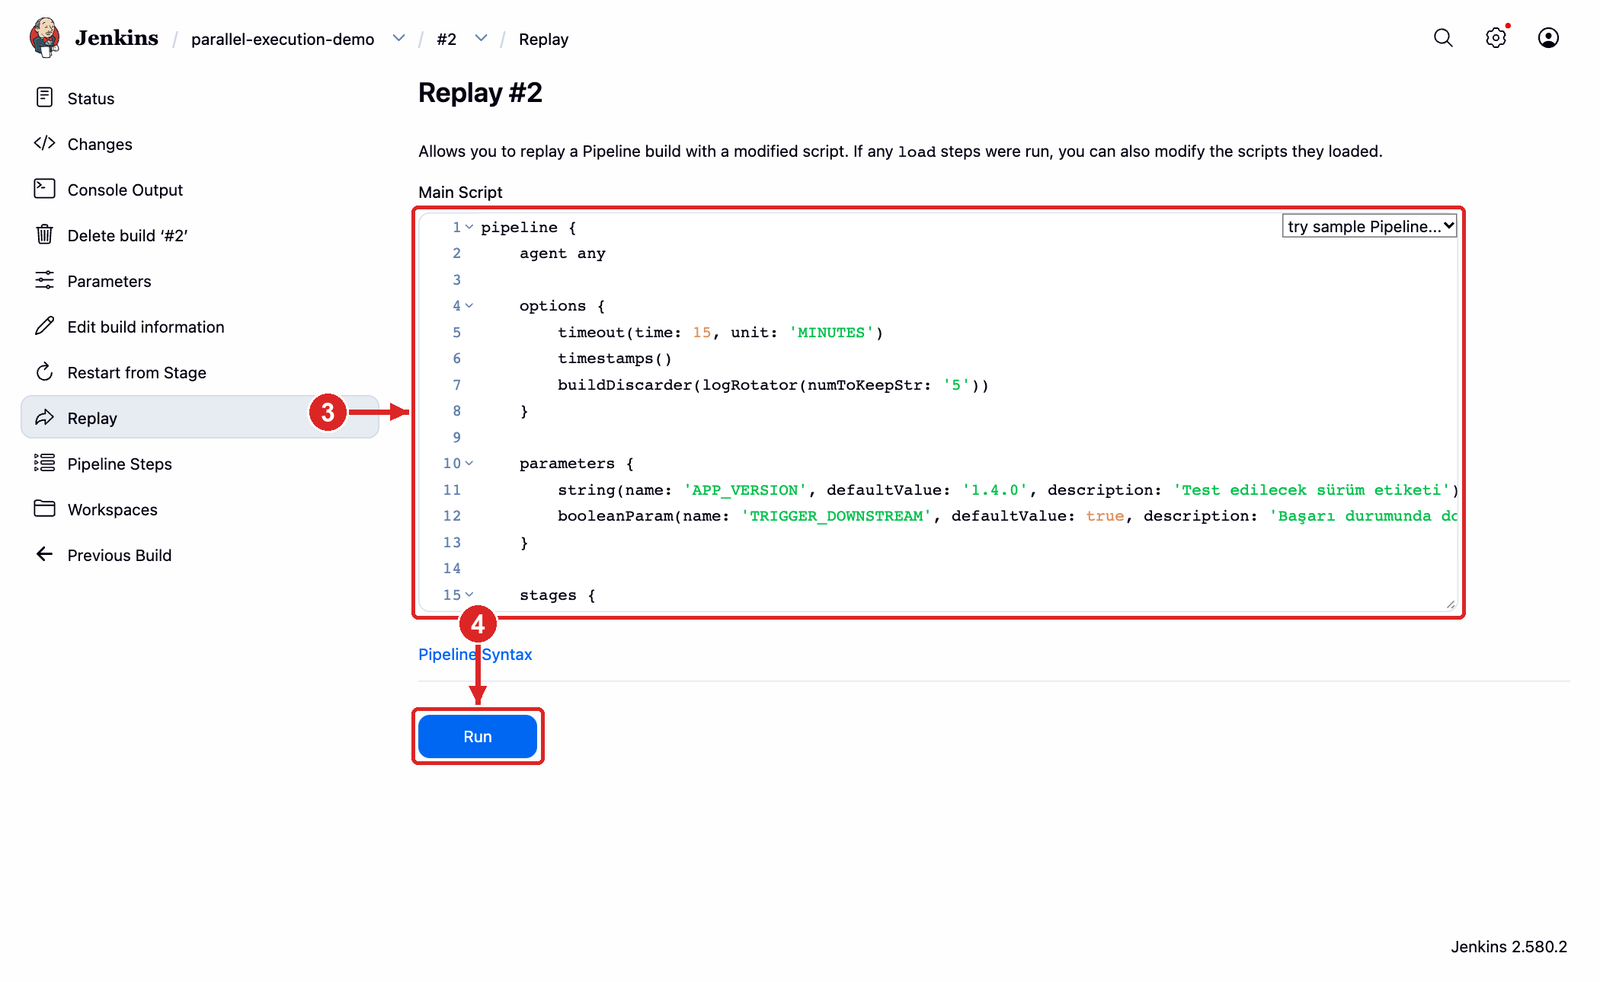 Jenkins / parallel-execution-demo / #2 / Replay
Status
Changes
Console Output
Delete build ‘#2’
Parameters
Edit build information
Restart from Stage
Replay
Pipeline Steps
Workspaces
Previous Build
Replay #2
Allows you to replay a Pipeline build with a modified script. If any load steps were run, you can also modify the scripts they loaded.
Main Script
try sample Pipeline...
1 pipeline {
2     agent any
3
4     options {
5         timeout(time: 15, unit: 'MINUTES')
6         timestamps()
7         buildDiscarder(logRotator(numToKeepStr: '5'))
8     }
9
10     parameters {
11         string(name: 'APP_VERSION', defaultValue: '1.4.0', description: 'Test edilecek sürüm etiketi')
12         booleanParam(name: 'TRIGGER_DOWNSTREAM', defaultValue: true, description: 'Başarı durumunda
13     }
14
15     stages {
3
4
Pipeline Syntax
Run
Jenkins 2.580.2